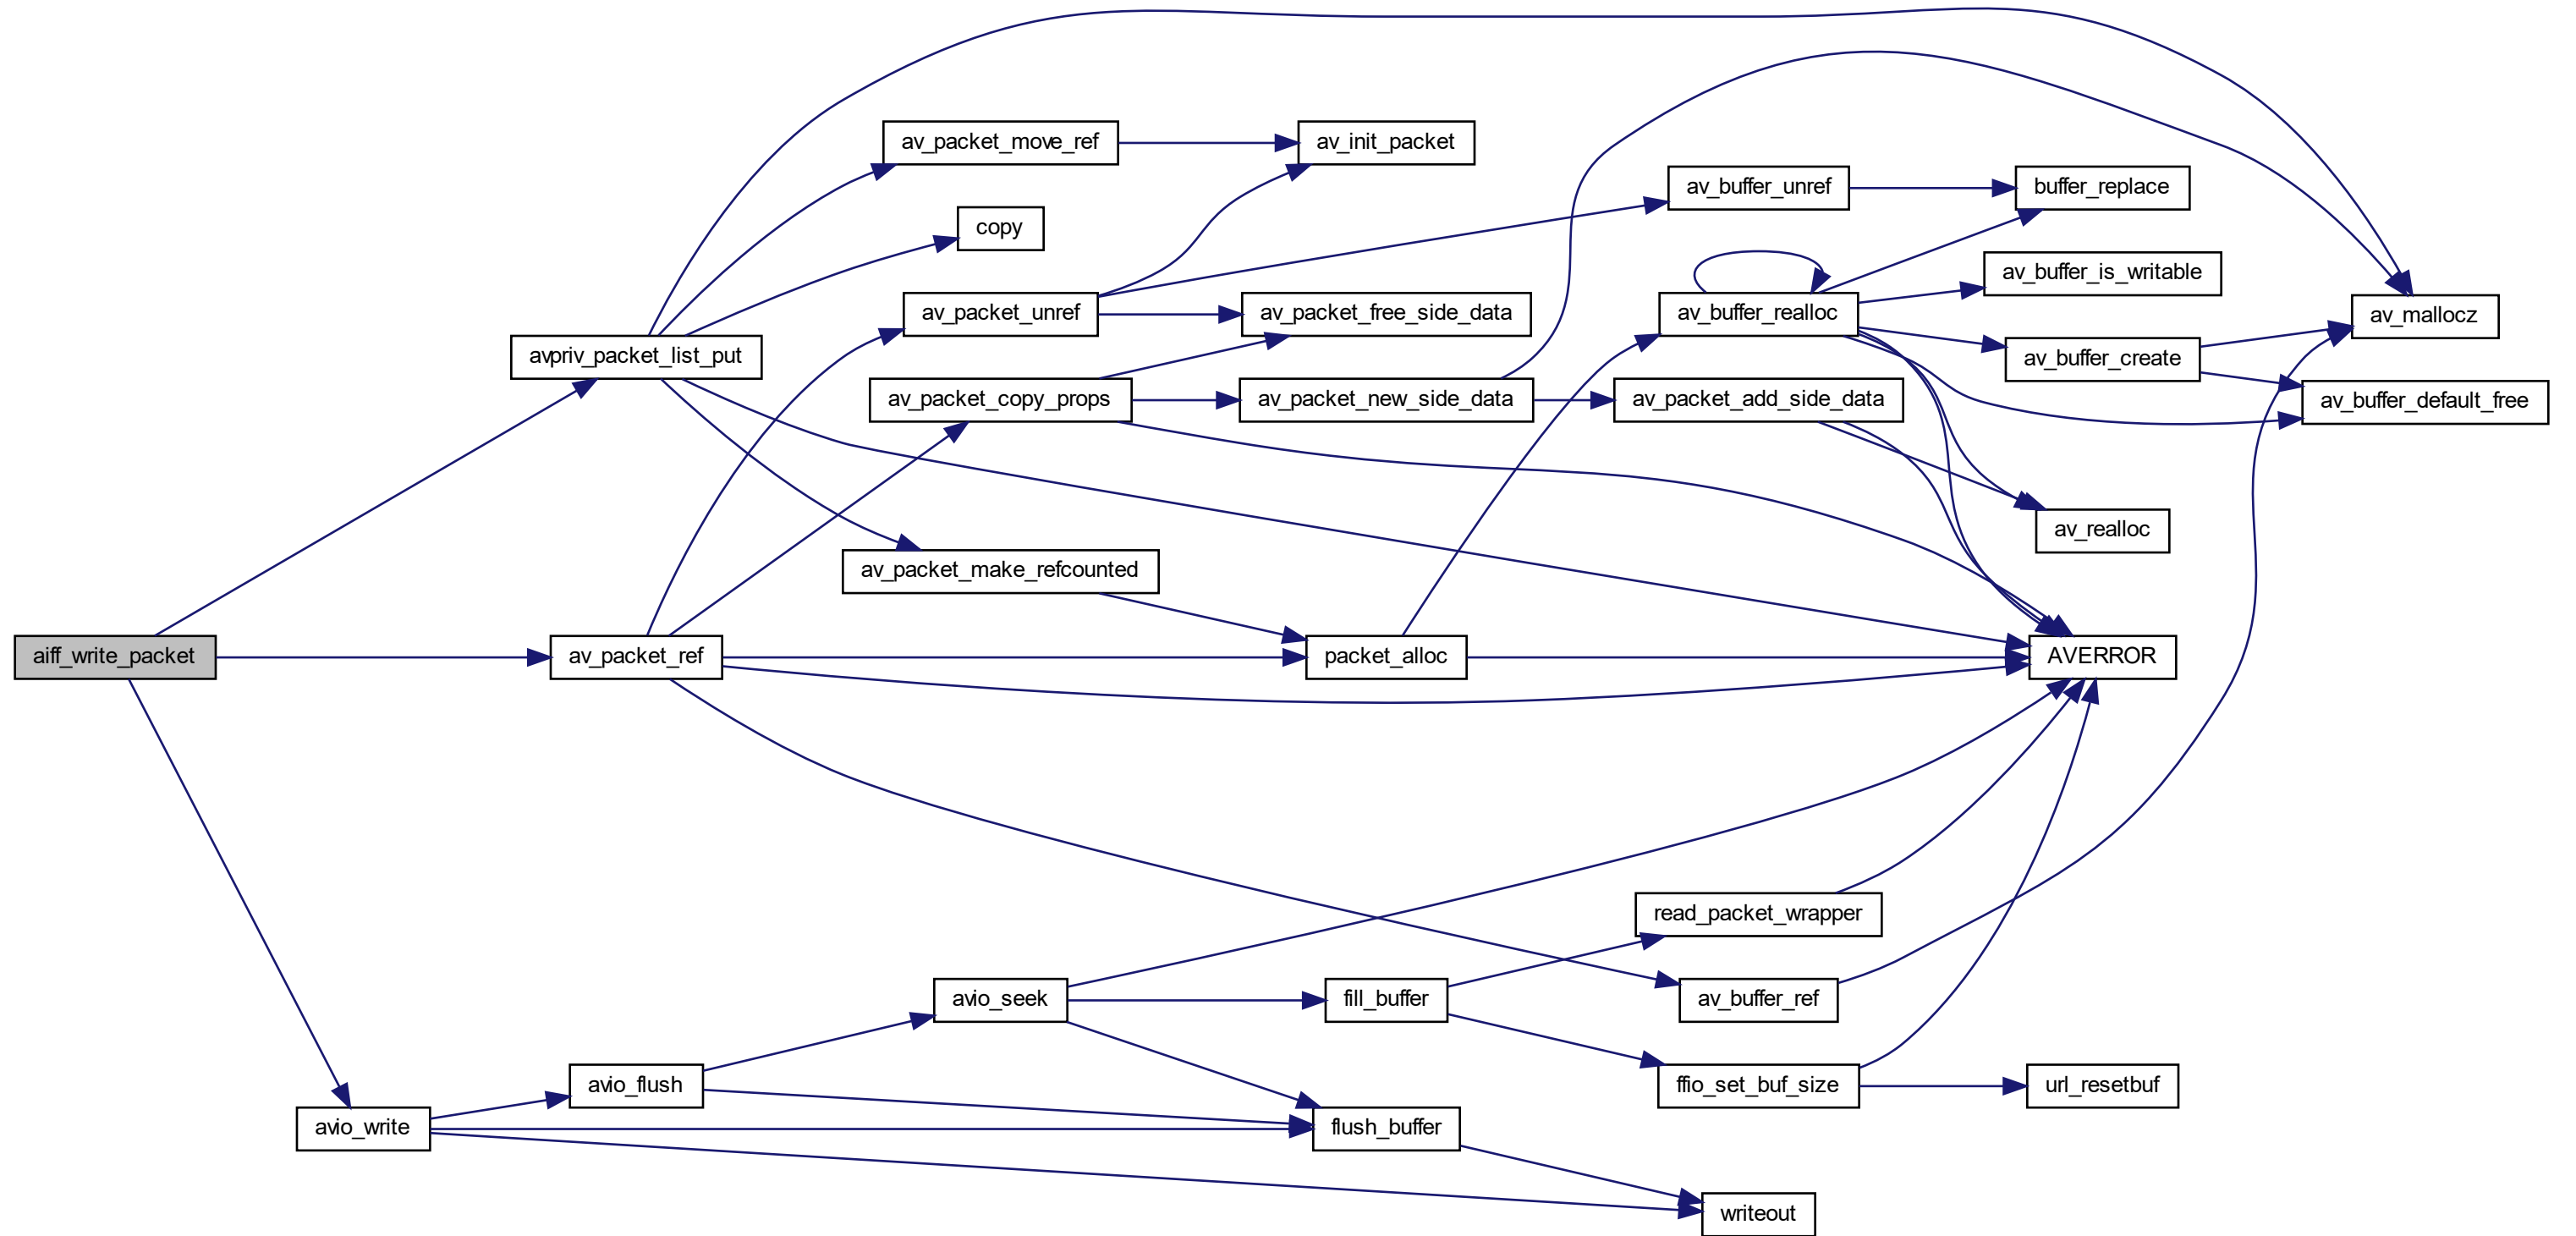 av_packet_move_ref
av_init_packet
av_buffer_unref
buffer_replace
copy
av_buffer_is_writable
av_packet_unref
av_packet_free_side_data
av_buffer_realloc
av_mallocz
avpriv_packet_list_put
av_buffer_create
av_packet_copy_props
av_packet_new_side_data
av_packet_add_side_data
av_buffer_default_free
av_realloc
av_packet_make_refcounted
aiff_write_packet
av_packet_ref
packet_alloc
AVERROR
read_packet_wrapper
avio_seek
fill_buffer
av_buffer_ref
avio_flush
ffio_set_buf_size
url_resetbuf
avio_write
flush_buffer
writeout